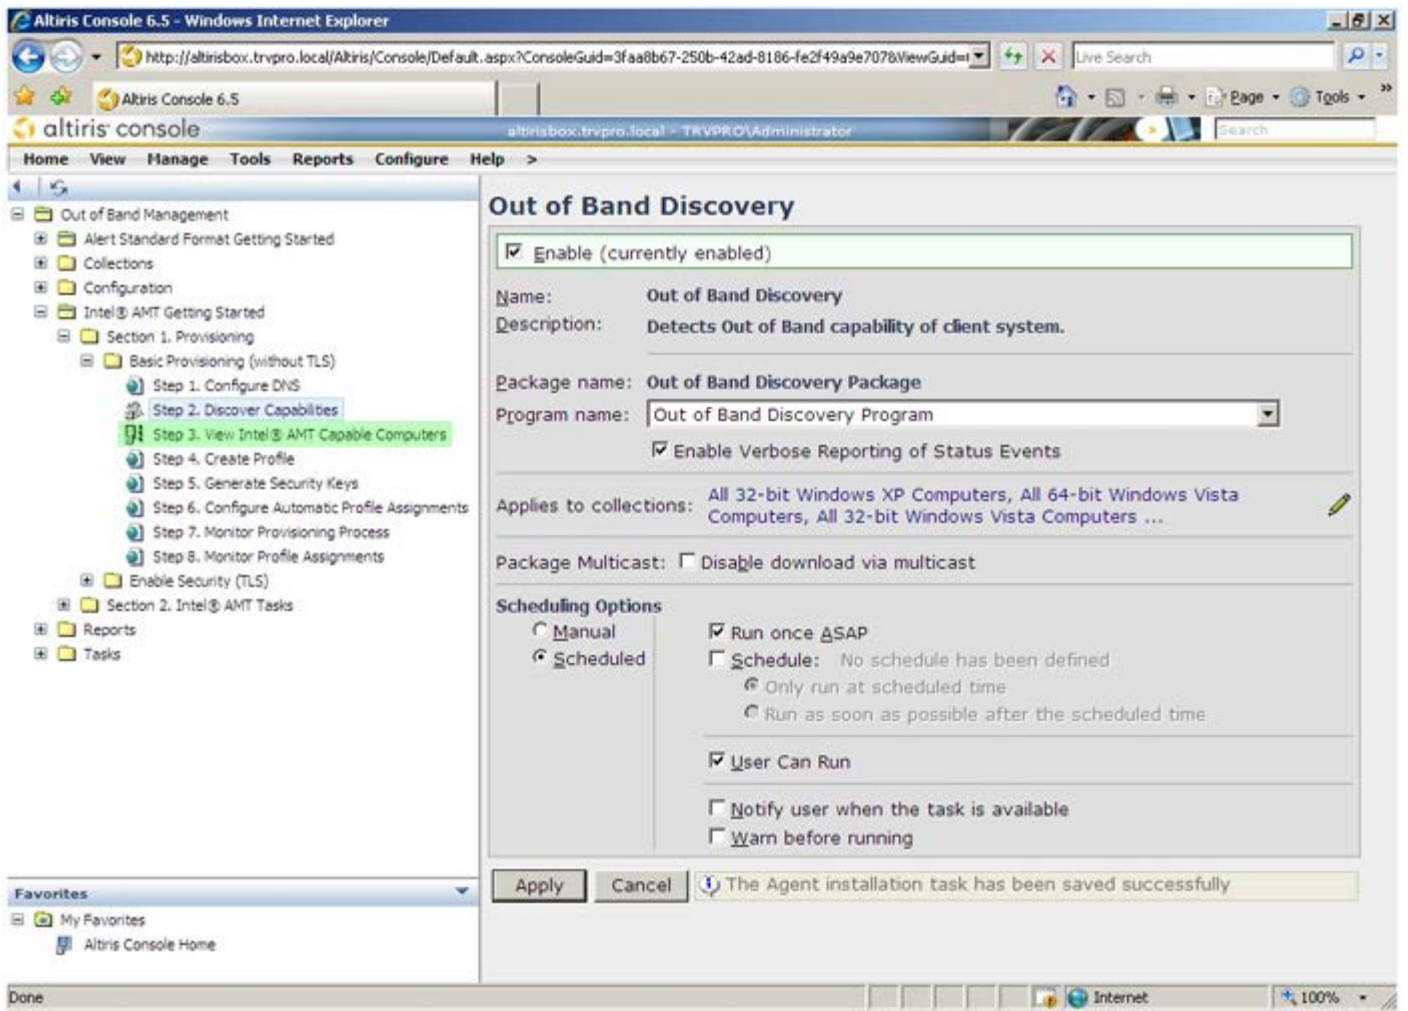 Altiris Console 6.5 - Windows Internet Explorer
http://altirisbox.trvpro.local/Altiris/Console/Default.aspx?ConsoleGuid=3faa8b67-250b-42ad-8186-fe2f49a9e707&ViewGuid=
Live Search
Altiris Console 6.5
Page
Tools
»
altiris console
altirisbox.trvpro.local - TRVPRO\Administrator
Search
Home View Manage Tools Reports Configure Help >
Out of Band Management
Alert Standard Format Getting Started
Collections
Configuration
Intel® AMT Getting Started
Section 1. Provisioning
Basic Provisioning (without TLS)
Step 1. Configure DNS
Step 2. Discover Capabilities
Step 3. View Intel® AMT Capable Computers
Step 4. Create Profile
Step 5. Generate Security Keys
Step 6. Configure Automatic Profile Assignments
Step 7. Monitor Provisioning Process
Step 8. Monitor Profile Assignments
Enable Security (TLS)
Section 2. Intel® AMT Tasks
Reports
Tasks
Favorites
My Favorites
Altiris Console Home
Out of Band Discovery
Enable (currently enabled)
Name: Out of Band Discovery
Description: Detects Out of Band capability of client system.
Package name: Out of Band Discovery Package
Program name: Out of Band Discovery Program
Enable Verbose Reporting of Status Events
Applies to collections: All 32-bit Windows XP Computers, All 64-bit Windows Vista
Computers, All 32-bit Windows Vista Computers ...
Package Multicast: Disable download via multicast
Scheduling Options
Manual
Scheduled
Run once ASAP
Schedule: No schedule has been defined
Only run at scheduled time
Run as soon as possible after the scheduled time
User Can Run
Notify user when the task is available
Warn before running
Apply
Cancel
The Agent installation task has been saved successfully
Done
Internet
100%